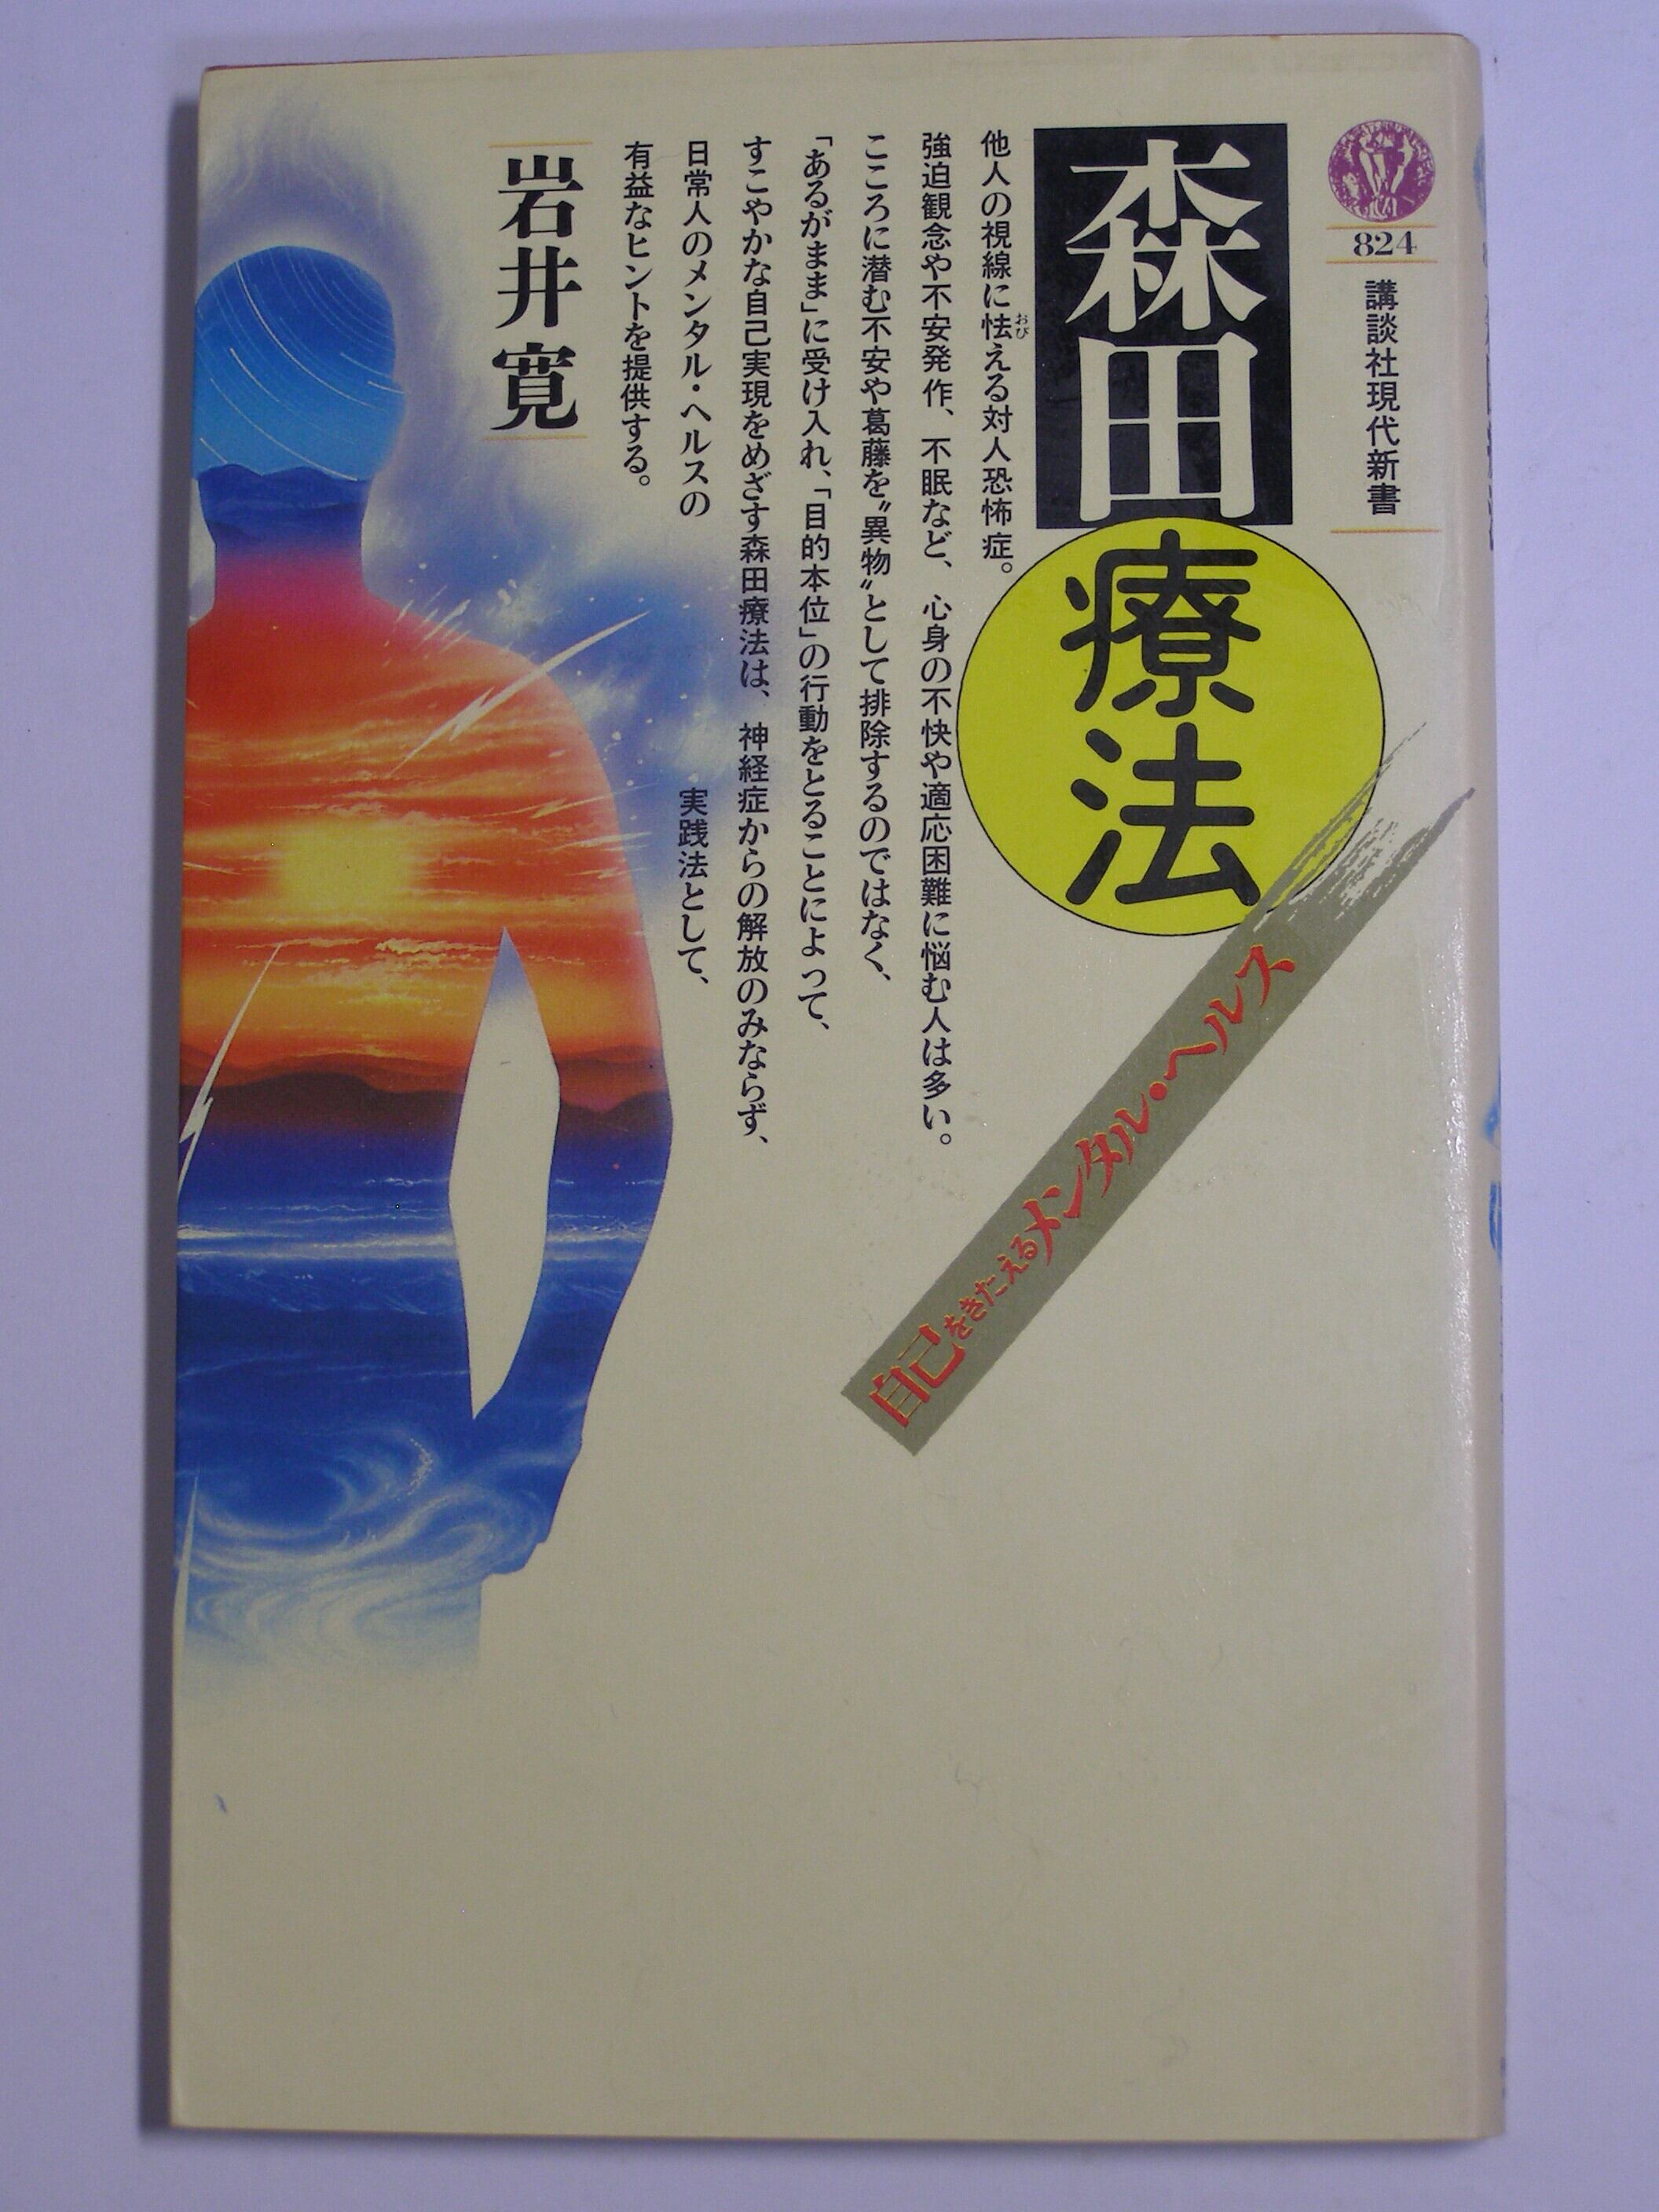 824
講談社現代新書
森田
療法
自己をきたえるメンタル・ヘルス
他人の視線に怯える対人恐怖症。
おび
強迫観念や不安発作、不眠など、心身の不快や適応困難に悩む人は多い。
こころに潜む不安や葛藤を〝異物〟として排除するのではなく、
「あるがまま」に受け入れ、「目的本位」の行動をとることによって、
すこやかな自己実現をめざす森田療法は、神経症からの解放のみならず、
日常人のメンタル・ヘルスの
実践法として、
有益なヒントを提供する。
岩井寛